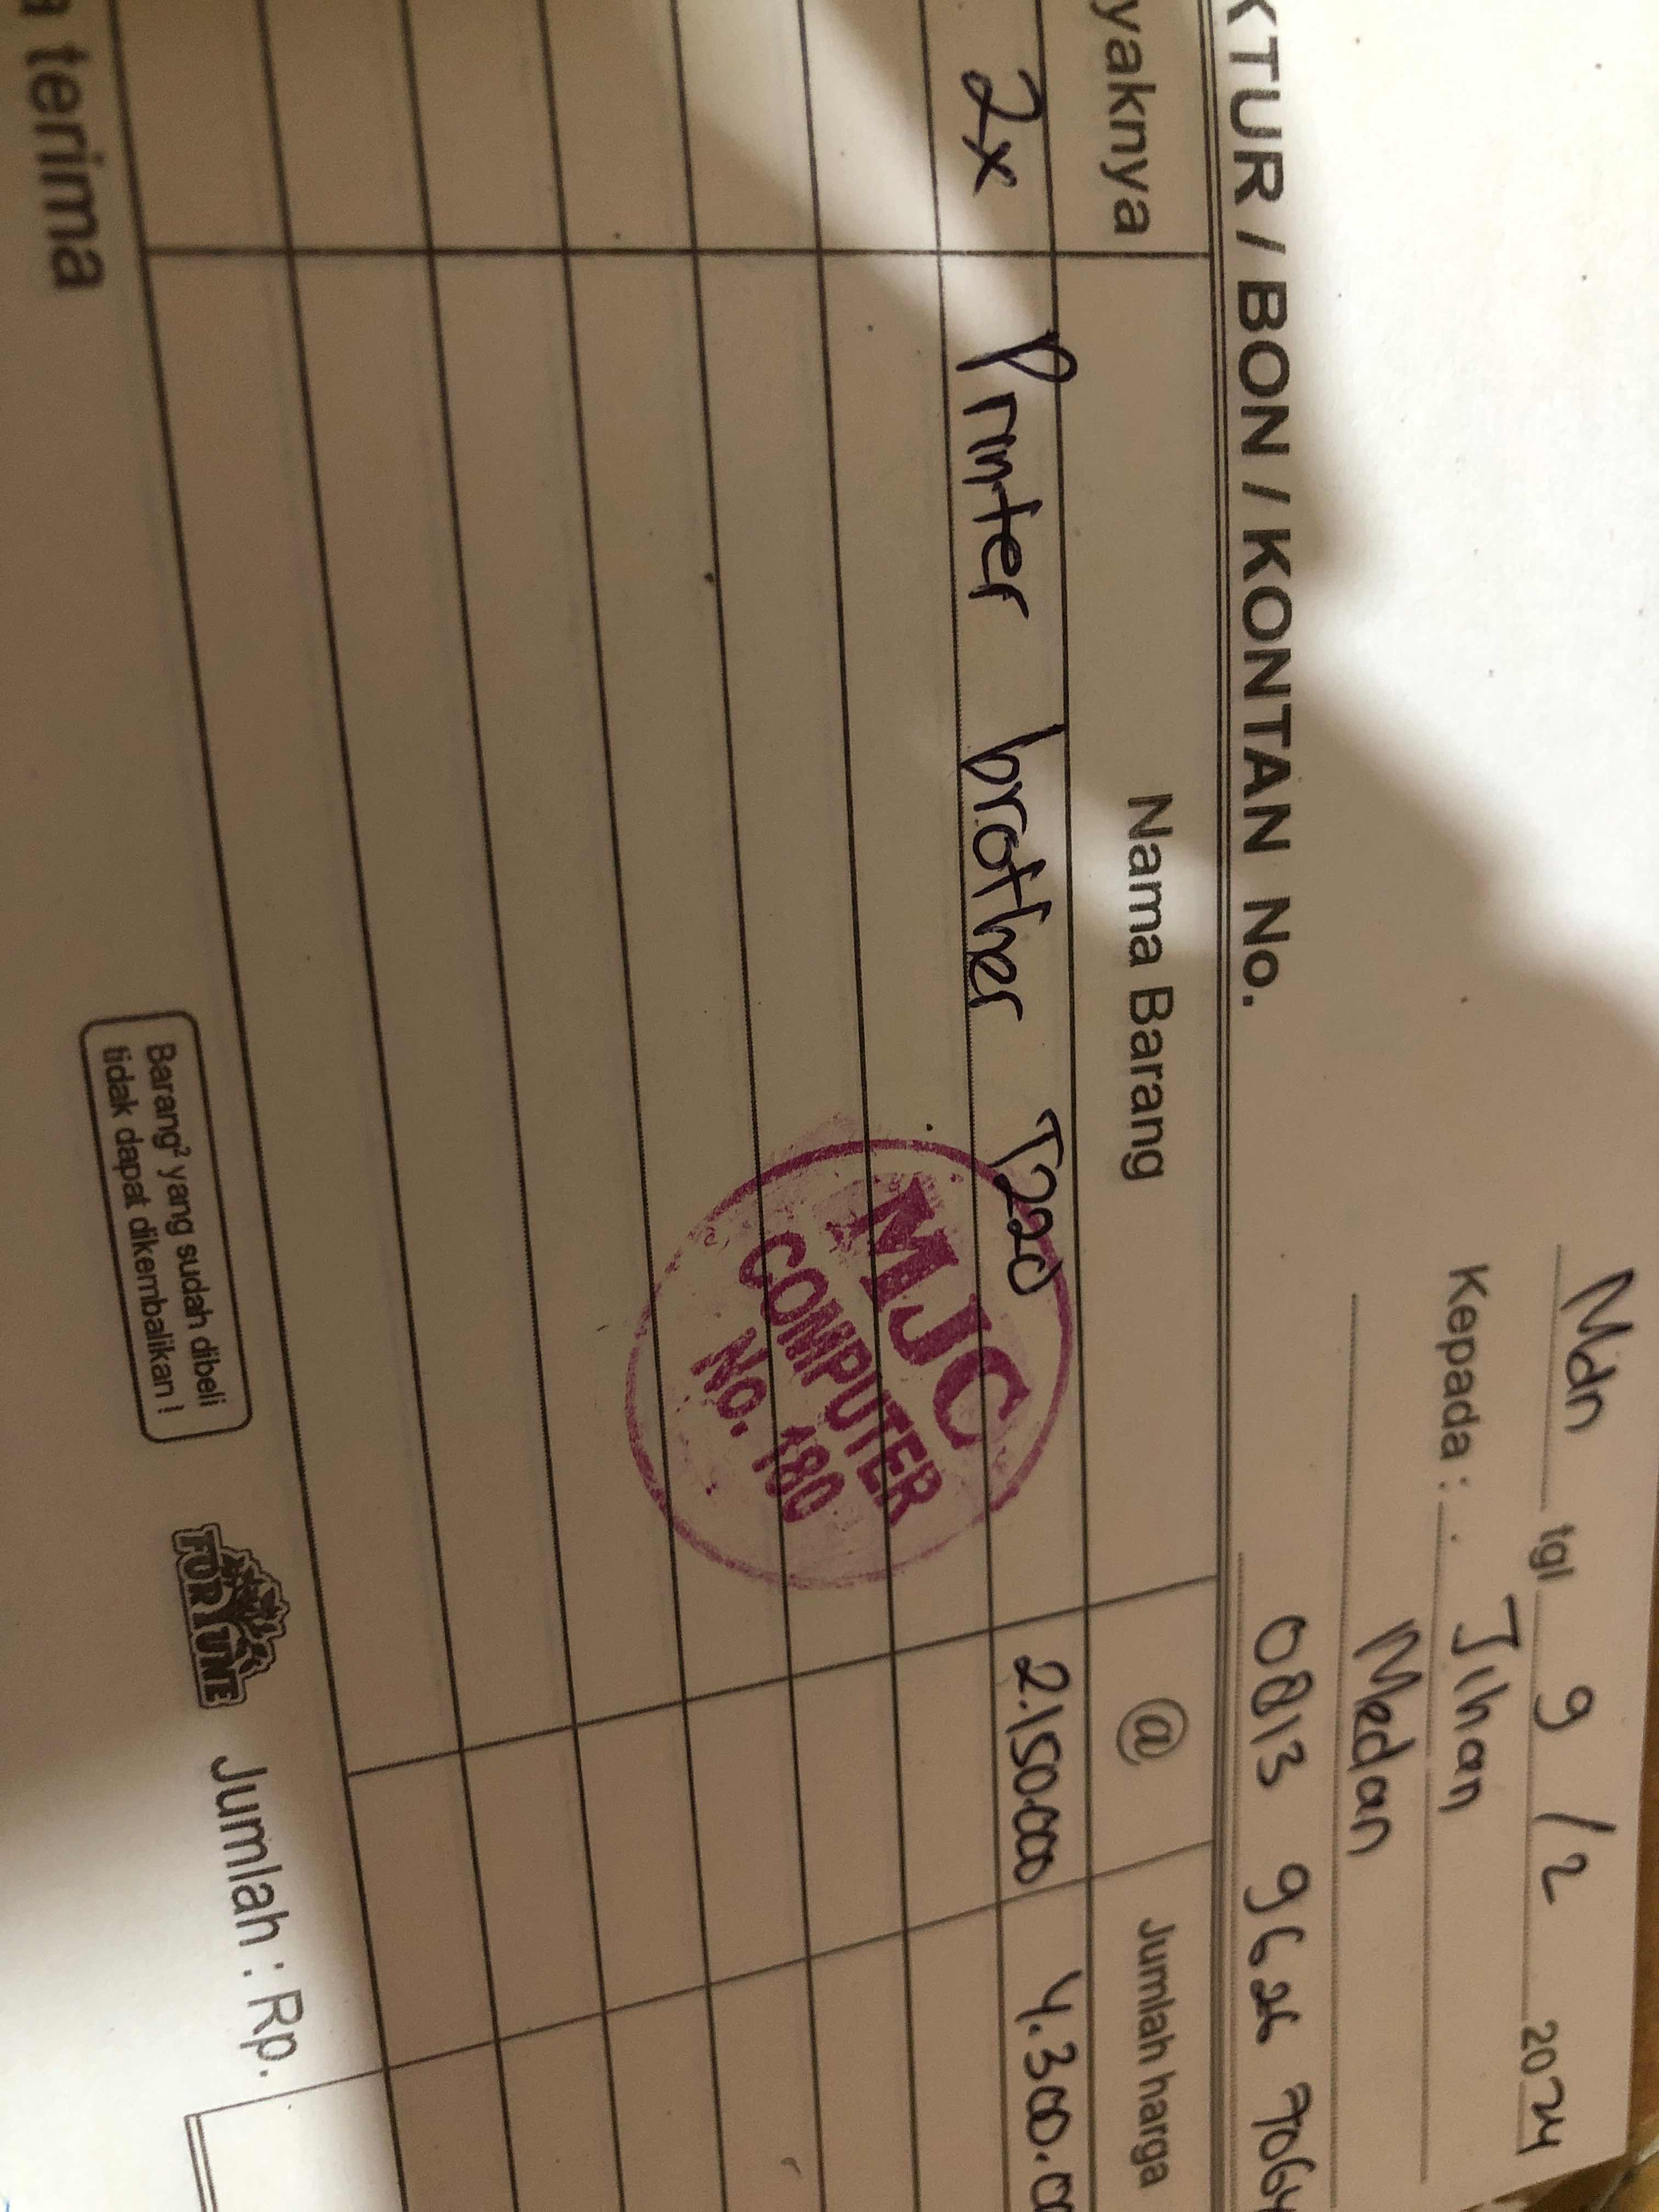 Mdn tgl 9/2 2024
Kepada : Jihan
Medan
0813 9626 7064
KTUR / BON / KONTAN No.
yaknya Nama Barang @ Jumlah harga
2x Printer brother T220 2.150.000 4.300.00
MJC
COMPUTER
No. 180
a terima
Barang² yang sudah dibeli
tidak dapat dikembalikan !
FORTUNE
Jumlah : Rp.